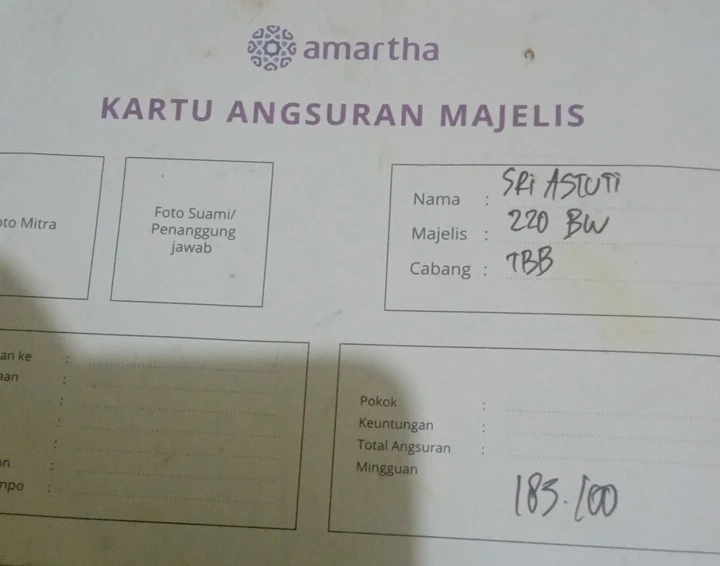 amartha
KARTU ANGSURAN MAJELIS
oto Mitra
Foto Suami/
Penanggung
jawab
Nama : SRI ASTUTI
Majelis : 220 BW
Cabang : TBB
an ke :
aan :
:
:
:
an :
mpo :
Pokok :
Keuntungan :
Total Angsuran :
Mingguan
183.100